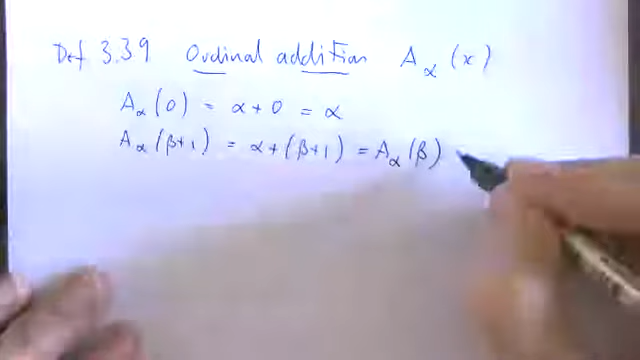 Def 3.39 Ordinal addition A_α(x)
A_α(0) = α+0 = α
A_α(β+1) = α+(β+1) = A_α(β)